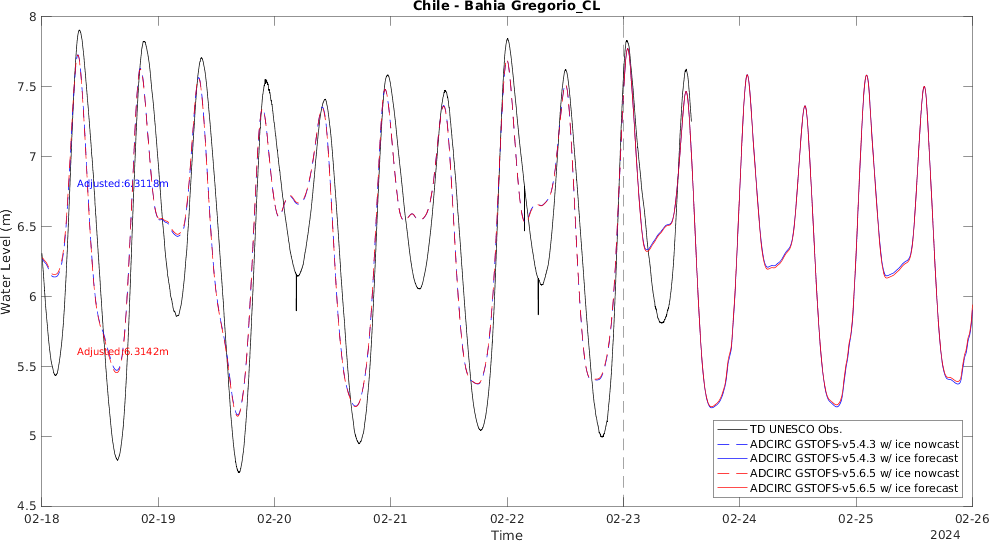 Chile - Bahia Gregorio_CL
Water Level (m)
8
7.5
7
6.5
6
5.5
5
4.5
Adjusted:6.3118m
Adjusted:6.3142m
TD UNESCO Obs.
ADCIRC GSTOFS-v5.4.3 w/ ice nowcast
ADCIRC GSTOFS-v5.4.3 w/ ice forecast
ADCIRC GSTOFS-v5.6.5 w/ ice nowcast
ADCIRC GSTOFS-v5.6.5 w/ ice forecast
02-18 02-19 02-20 02-21 02-22 02-23 02-24 02-25 02-26
Time
2024